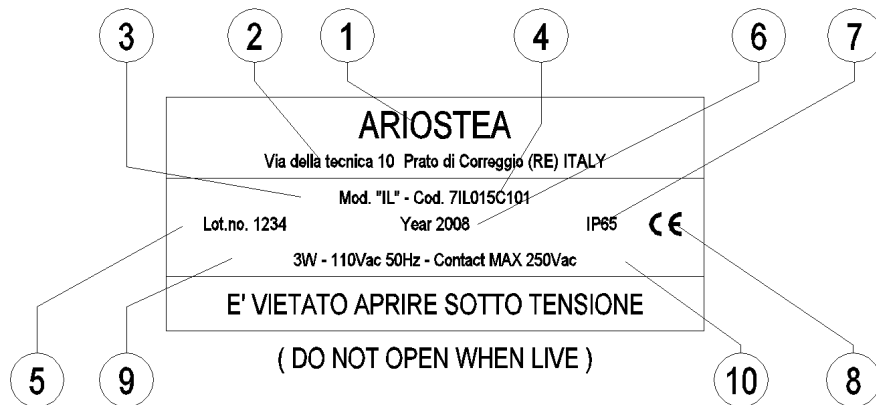 3 2 1 4 6 7
ARIOSTEA
Via della tecnica 10 Prato di Correggio (RE) ITALY
Mod. "IL" - Cod. 7IL015C101
Lot.no. 1234 Year 2008 IP65 CE
3W - 110Vac 50Hz - Contact MAX 250Vac
E' VIETATO APRIRE SOTTO TENSIONE
( DO NOT OPEN WHEN LIVE )
5 9 10 8